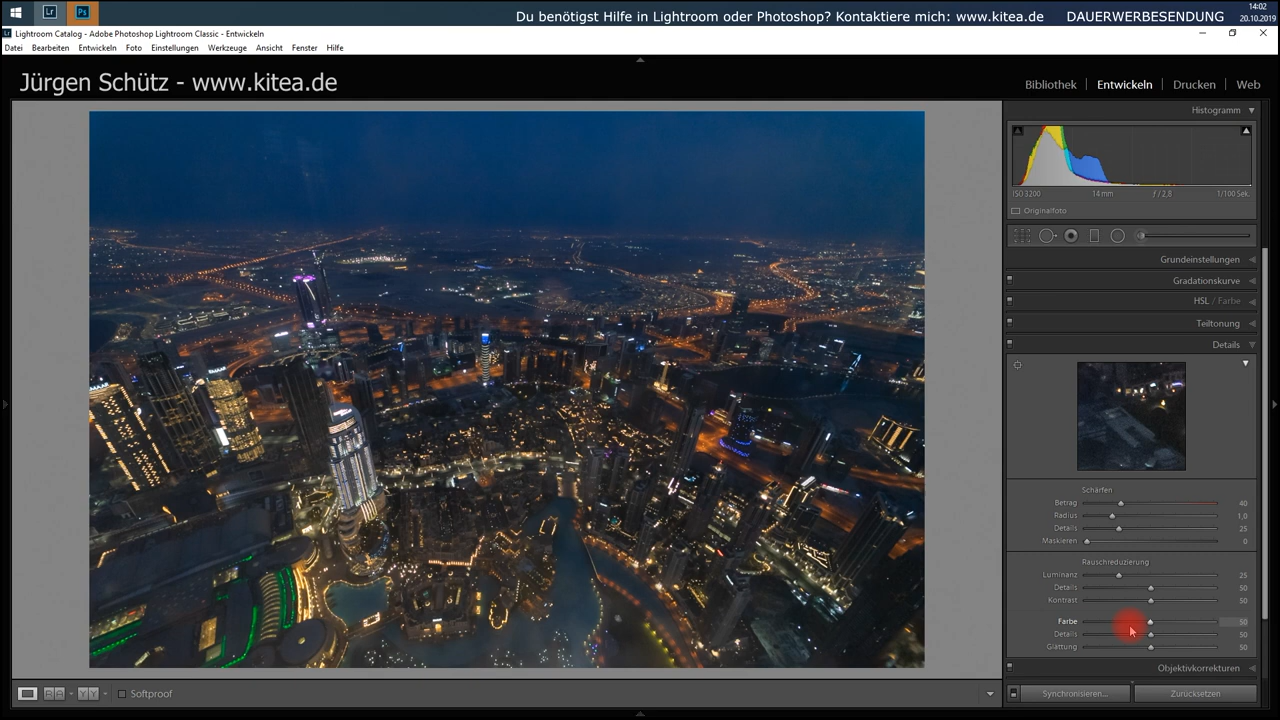 Lr
Ps
Du benötigst Hilfe in Lightroom oder Photoshop? Kontaktiere mich: www.kitea.de
DAUERWERBESENDUNG
14:02
20.10.2019
Lr
Lightroom Catalog - Adobe Photoshop Lightroom Classic - Entwickeln
Datei Bearbeiten Entwickeln Foto Einstellungen Werkzeuge Ansicht Fenster Hilfe
Jürgen Schütz - www.kitea.de
Bibliothek | Entwickeln | Drucken | Web
Histogramm
ISO 3200 14 mm ƒ / 2,8 1/100 Sek.
Originalfoto
Grundeinstellungen
Gradationskurve
HSL / Farbe
Teiltonung
Details
Schärfen
Betrag 40
Radius 1,0
Details 25
Maskieren 0
Rauschreduzierung
Luminanz 25
Details 50
Kontrast 50
Farbe 50
Details 50
Glättung 50
Objektivkorrekturen
Softproof
Synchronisieren...
Zurücksetzen